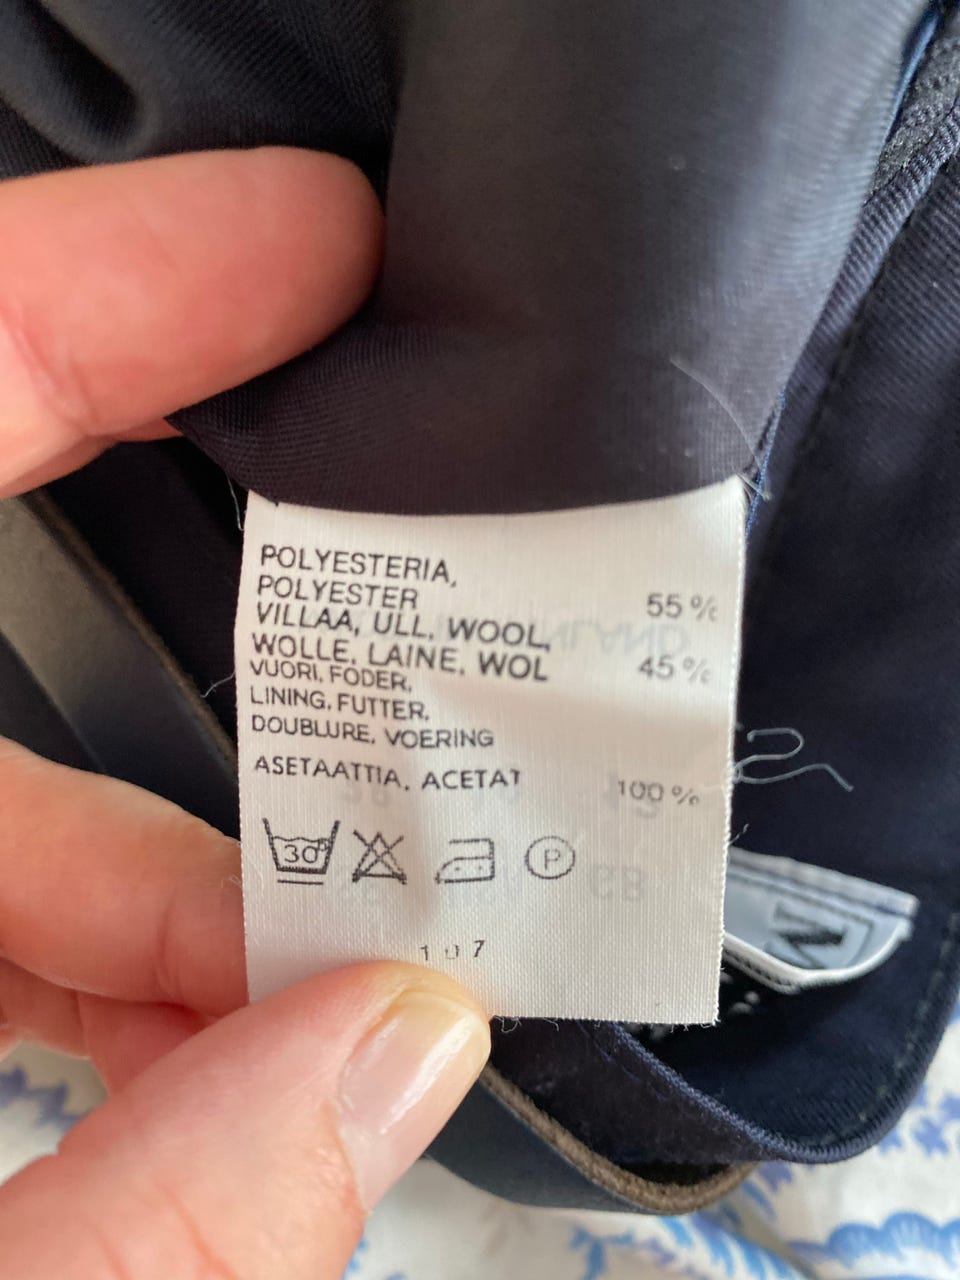 POLYESTERIA,
POLYESTER 55 %
VILLAA, ULL, WOOL,
WOLLE, LAINE, WOL 45 %
VUORI, FODER,
LINING, FUTTER,
DOUBLURE, VOERING
ASETAATTIA, ACETAT 100 %
30° P
107
M